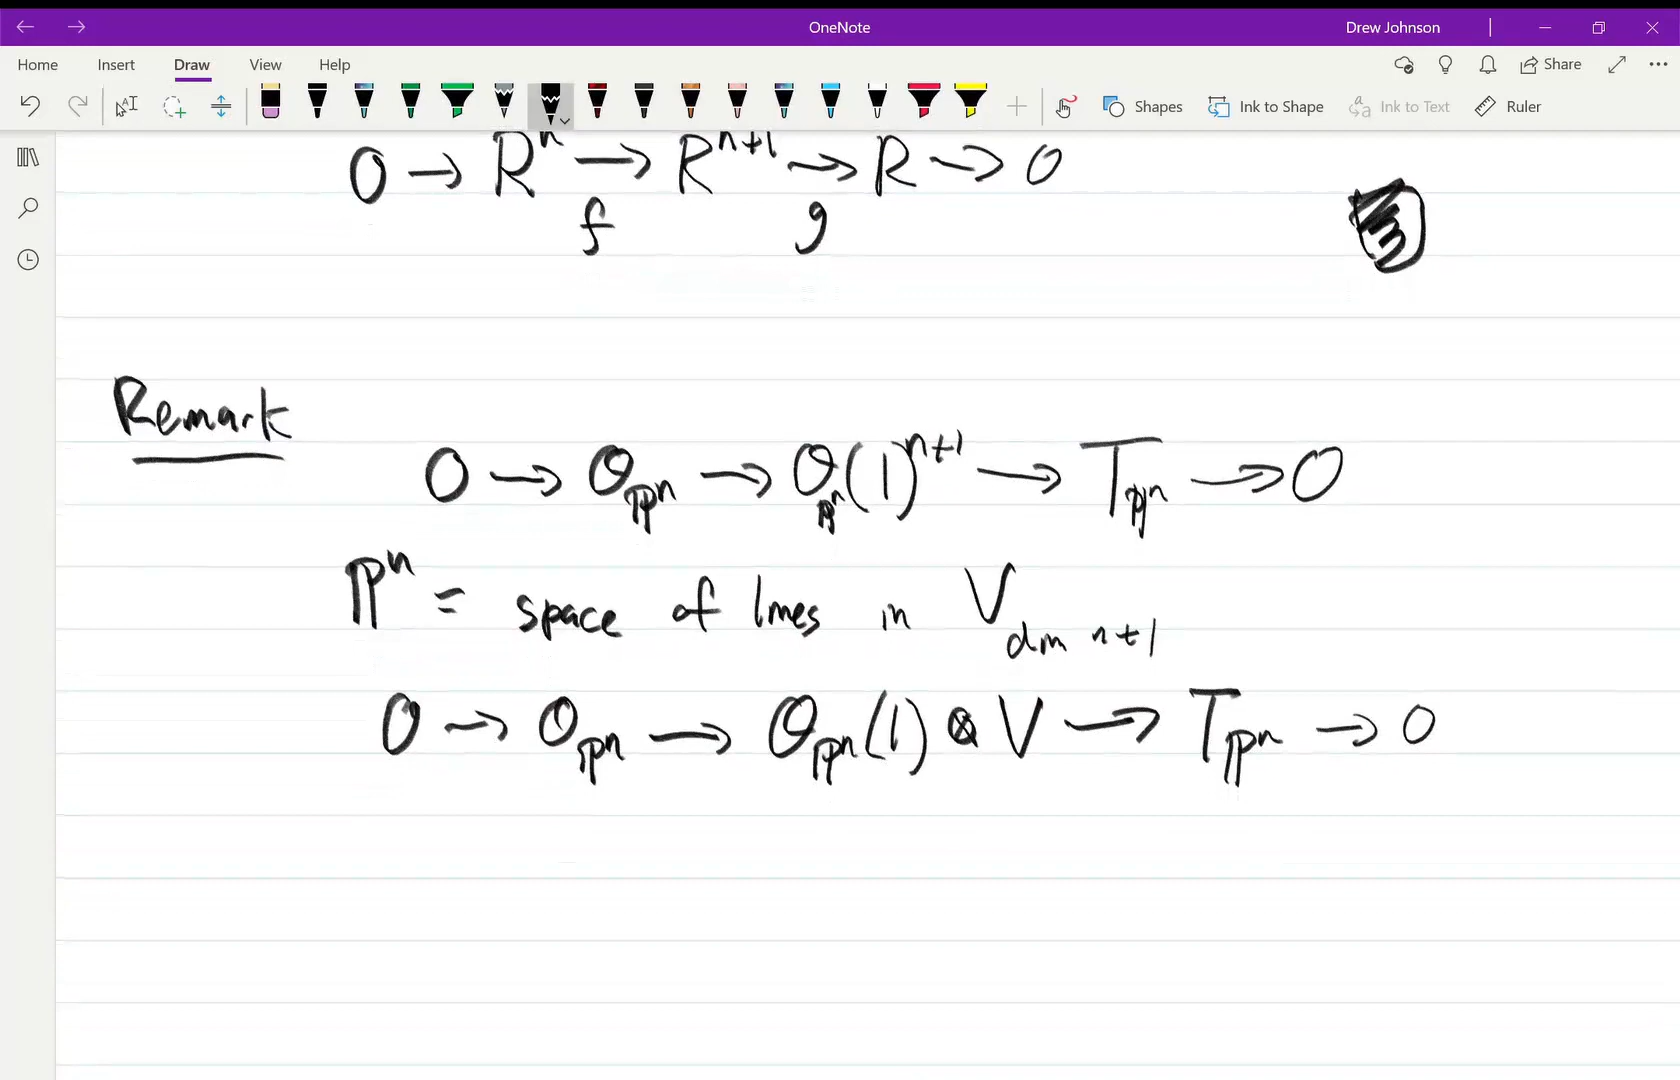 OneNote
Drew Johnson
Home Insert Draw View Help
Share
Shapes Ink to Shape Ink to Text Ruler
0 → R^n → R^{n+1} → R → 0
f g
Remark
0 → O_{ℙ^n} → O_{ℙ^n}(1)^{n+1} → T_{ℙ^n} → 0
ℙ^n = space of lines in V_{dim n+1}
0 → O_{ℙ^n} → O_{ℙ^n}(1) ⊗ V → T_{ℙ^n} → 0